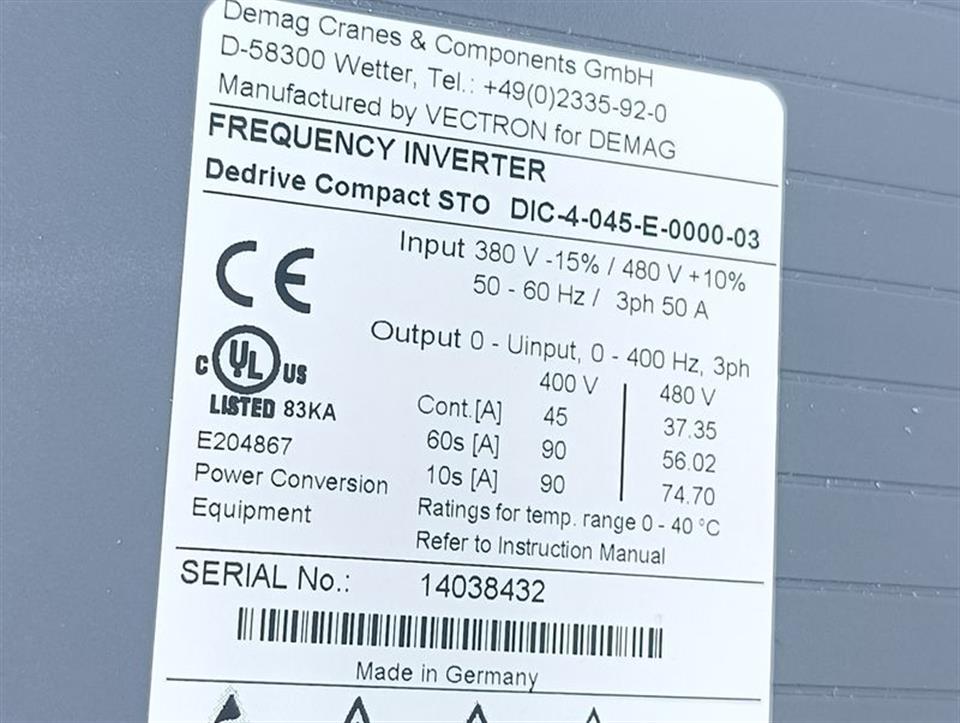 Demag Cranes & Components GmbH
D-58300 Wetter, Tel.: +49(0)2335-92-0
Manufactured by VECTRON for DEMAG
FREQUENCY INVERTER
Dedrive Compact STO DIC-4-045-E-0000-03
CE
Input 380 V -15% / 480 V +10%
50 - 60 Hz / 3ph 50 A
Output 0 - Uinput, 0 - 400 Hz, 3ph
400 V 480 V
Cont.[A] 45 37.35
60s [A] 90 56.02
10s [A] 90 74.70
Ratings for temp. range 0 - 40 °C
Refer to Instruction Manual
C UL US
LISTED 83KA
E204867
Power Conversion
Equipment
SERIAL No.: 14038432
Made in Germany